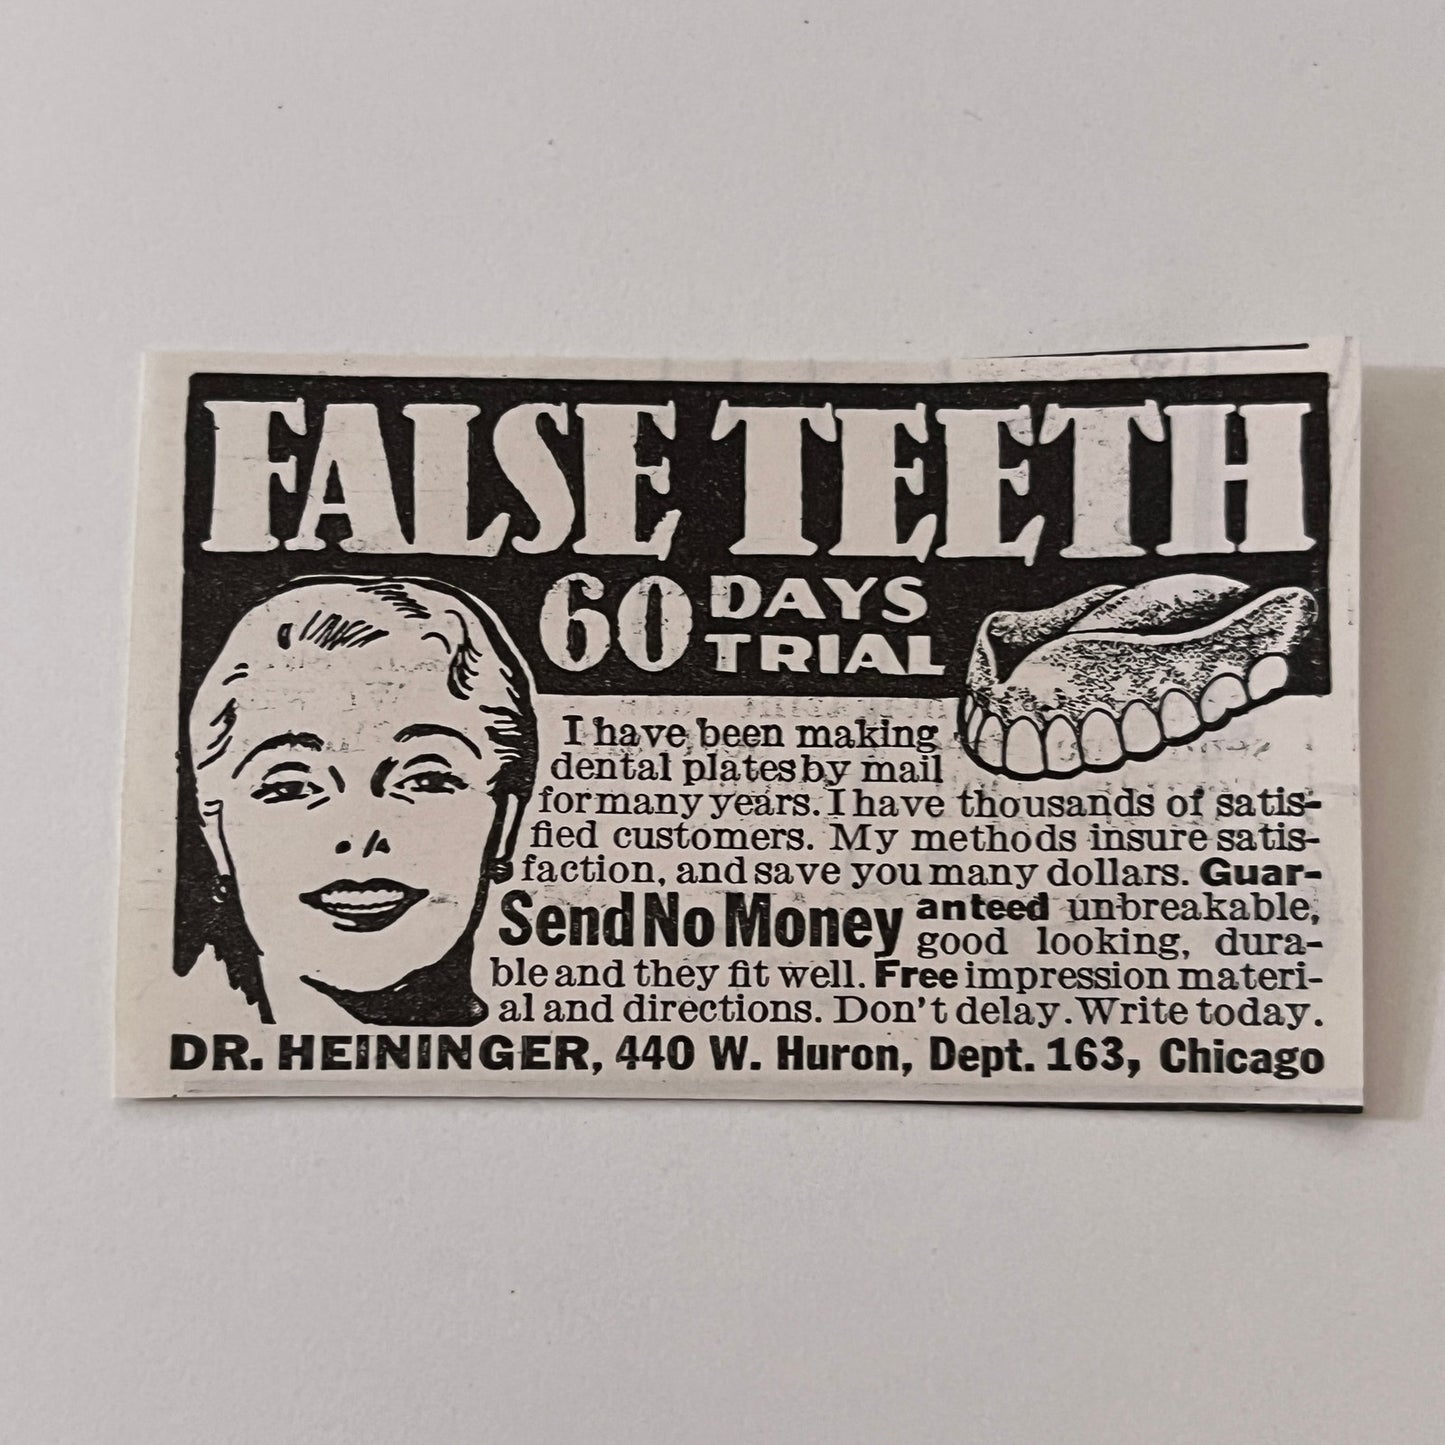 FALSE TEETH
60 DAYS
TRIAL
I have been making
dental plates by mail
for many years. I have thousands of satis-
fied customers. My methods insure satis-
faction, and save you many dollars. Guar-
Send No Money anteed unbreakable,
good looking, dura-
ble and they fit well. Free impression materi-
al and directions. Don't delay. Write today.
DR. HEININGER, 440 W. Huron, Dept. 163, Chicago